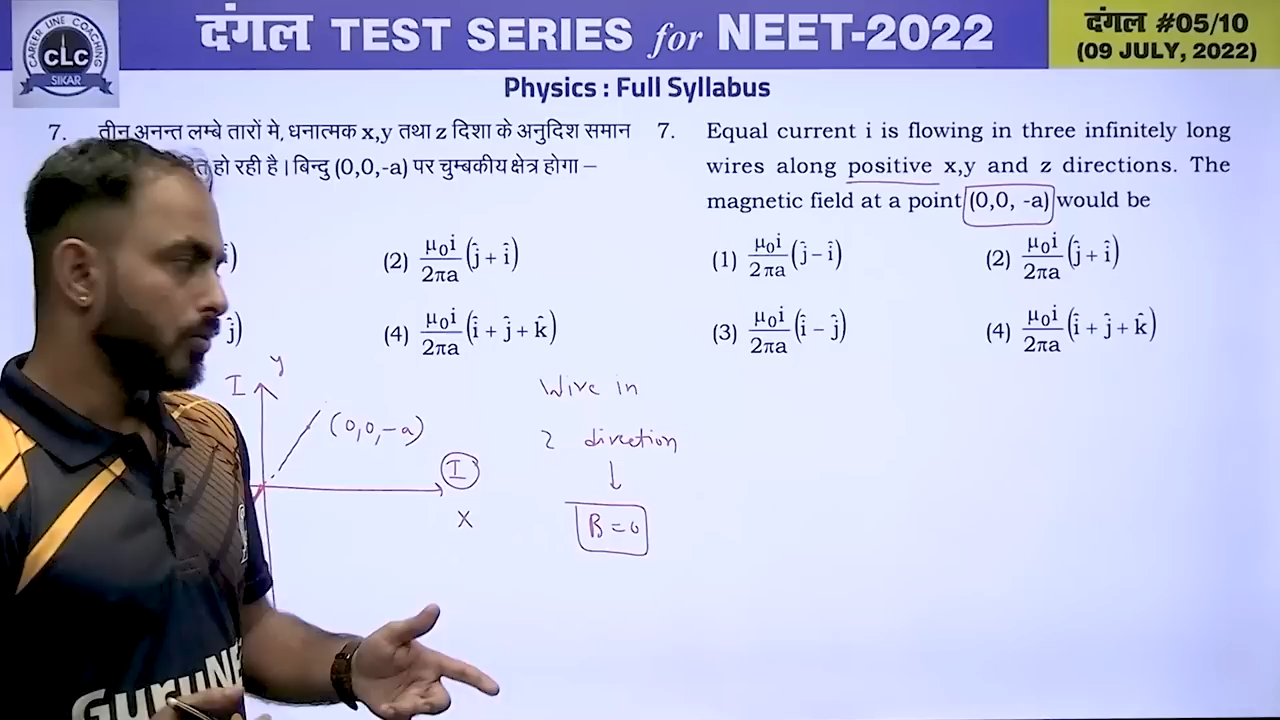 CAREER LINE COACHING
CLC
SIKAR
दंगल TEST SERIES for NEET-2022
दंगल #05/10
(09 JULY, 2022)
Physics : Full Syllabus
7. तीन अनन्त लम्बे तारों मे, धनात्मक x,y तथा z दिशा के अनुदिश समान
हो रही है। बिन्दु (0,0,-a) पर चुम्बकीय क्षेत्र होगा –
(2) μ₀i/2πa (ĵ + î)
(4) μ₀i/2πa (î + ĵ + k̂)
7. Equal current i is flowing in three infinitely long
wires along positive x,y and z directions. The
magnetic field at a point (0,0, -a) would be
(1) μ₀i/2πa (ĵ − î)
(2) μ₀i/2πa (ĵ + î)
(3) μ₀i/2πa (î − ĵ)
(4) μ₀i/2πa (î + ĵ + k̂)
I y
(0,0,-a)
I
X
Wire in
z direction
B = 0